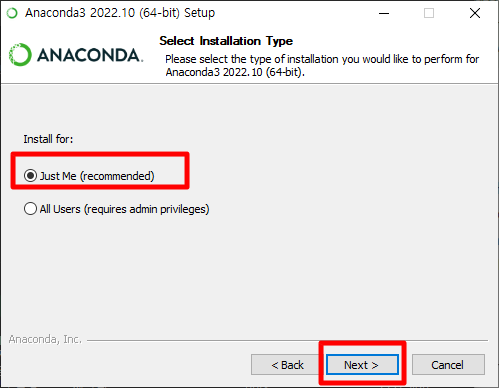 Anaconda3 2022.10 (64-bit) Setup
ANACONDA.
Select Installation Type
Please select the type of installation you would like to perform for
Anaconda3 2022.10 (64-bit).
Install for:
Just Me (recommended)
All Users (requires admin privileges)
Anaconda, Inc.
< Back
Next >
Cancel